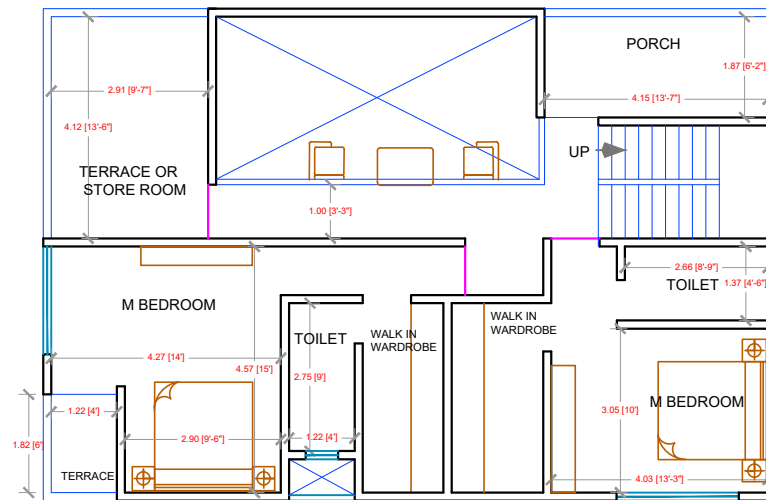 PORCH
1.87 [6'-2"]
2.91 [9'-7"]
4.15 [13'-7"]
4.12 [13'-6"]
UP
TERRACE OR
STORE ROOM
1.00 [3'-3"]
2.66 [8'-9"]
TOILET
1.37 [4'-6"]
M BEDROOM
TOILET
WALK IN
WARDROBE
WALK IN
WARDROBE
4.27 [14']
4.57 [15']
2.75 [9']
3.05 [10']
M BEDROOM
1.22 [4']
2.90 [9'-6"]
1.22 [4']
1.82 [6']
TERRACE
4.03 [13'-3"]